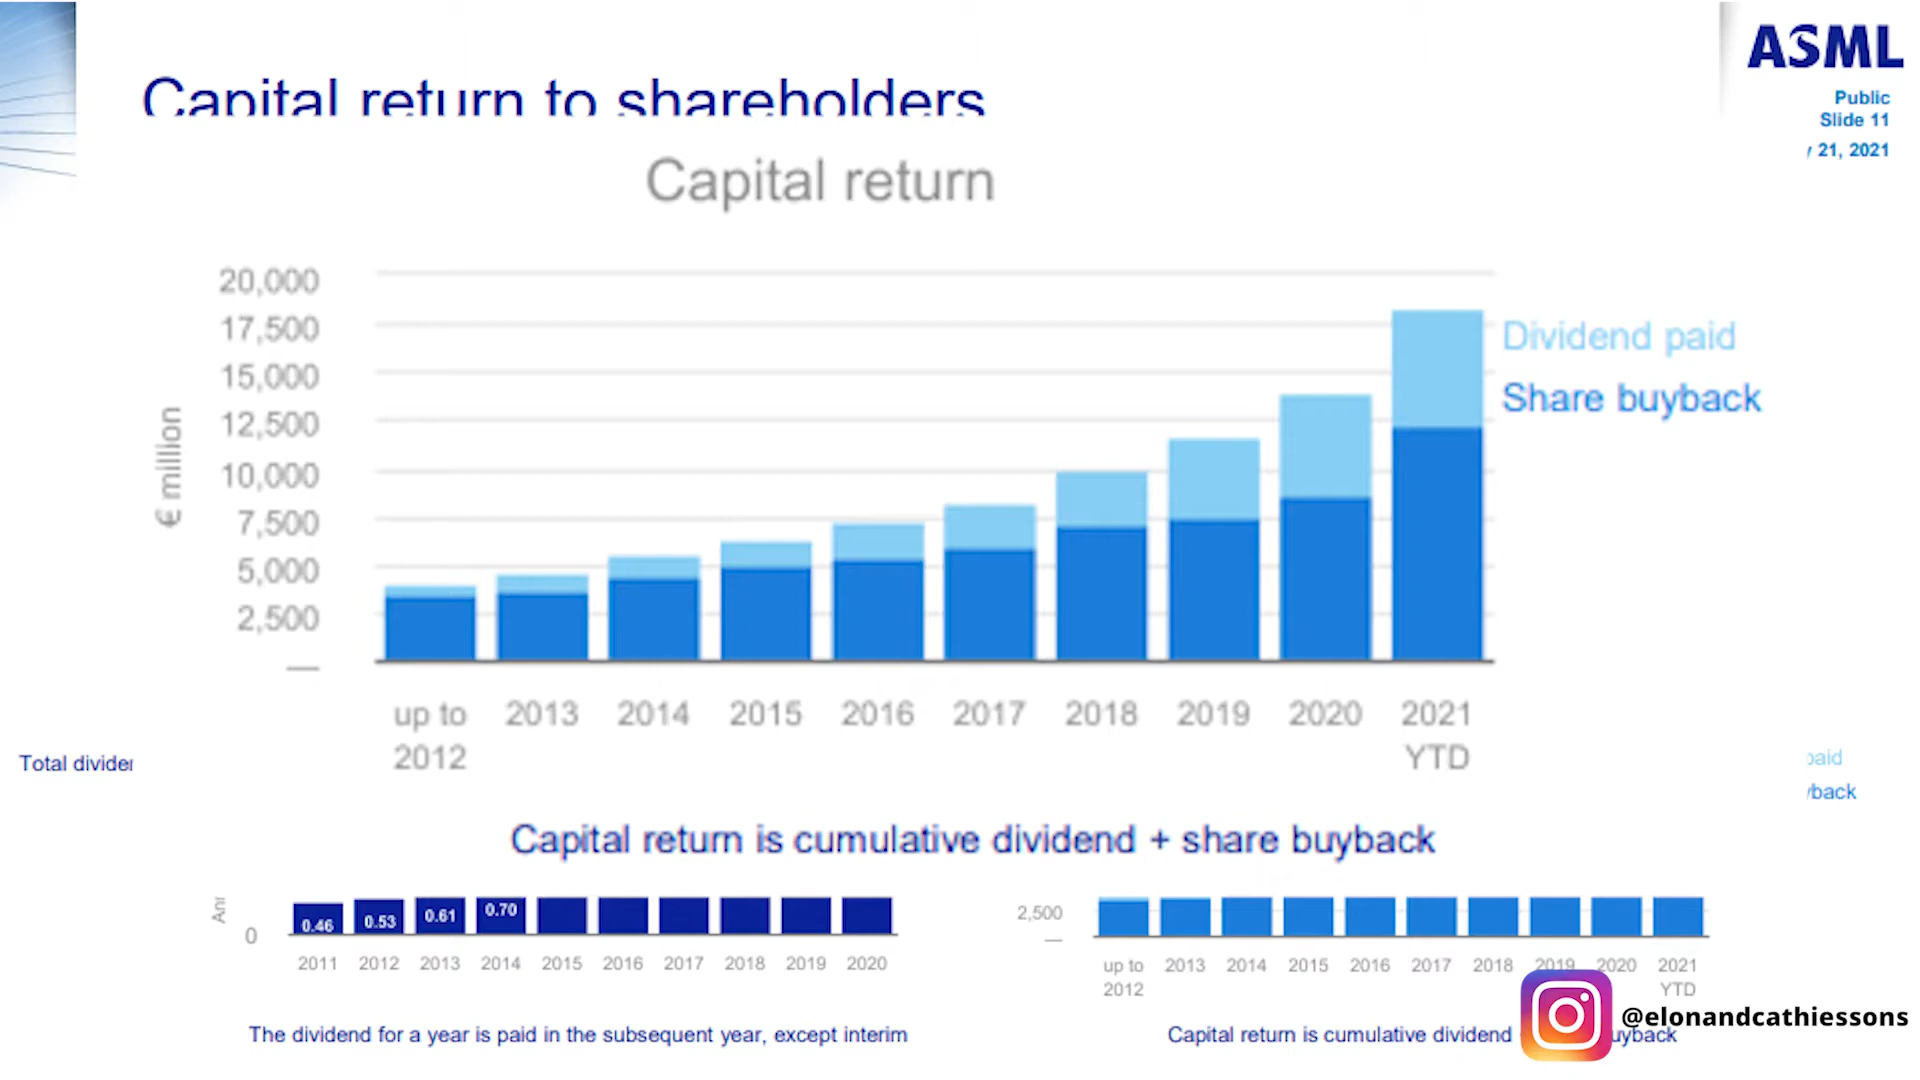 ASML
Public
Slide 11
21, 2021
Capital return to shareholders
Capital return
20,000
17,500
15,000
12,500
10,000
7,500
5,000
2,500
—
€ million
Dividend paid
Share buyback
up to 2013 2014 2015 2016 2017 2018 2019 2020 2021
2012 YTD
Total
paid
Capital return is cumulative dividend + share buyback
0.46 0.53 0.61 0.70
0
2011 2012 2013 2014 2015 2016 2017 2018 2019 2020
The dividend for a year is paid in the subsequent year, except interim
2,500
—
up to 2013 2014 2015 2016 2017 2018 2019 2020 2021
2012 YTD
Capital return is cumulative dividend
@elonandcathiessons